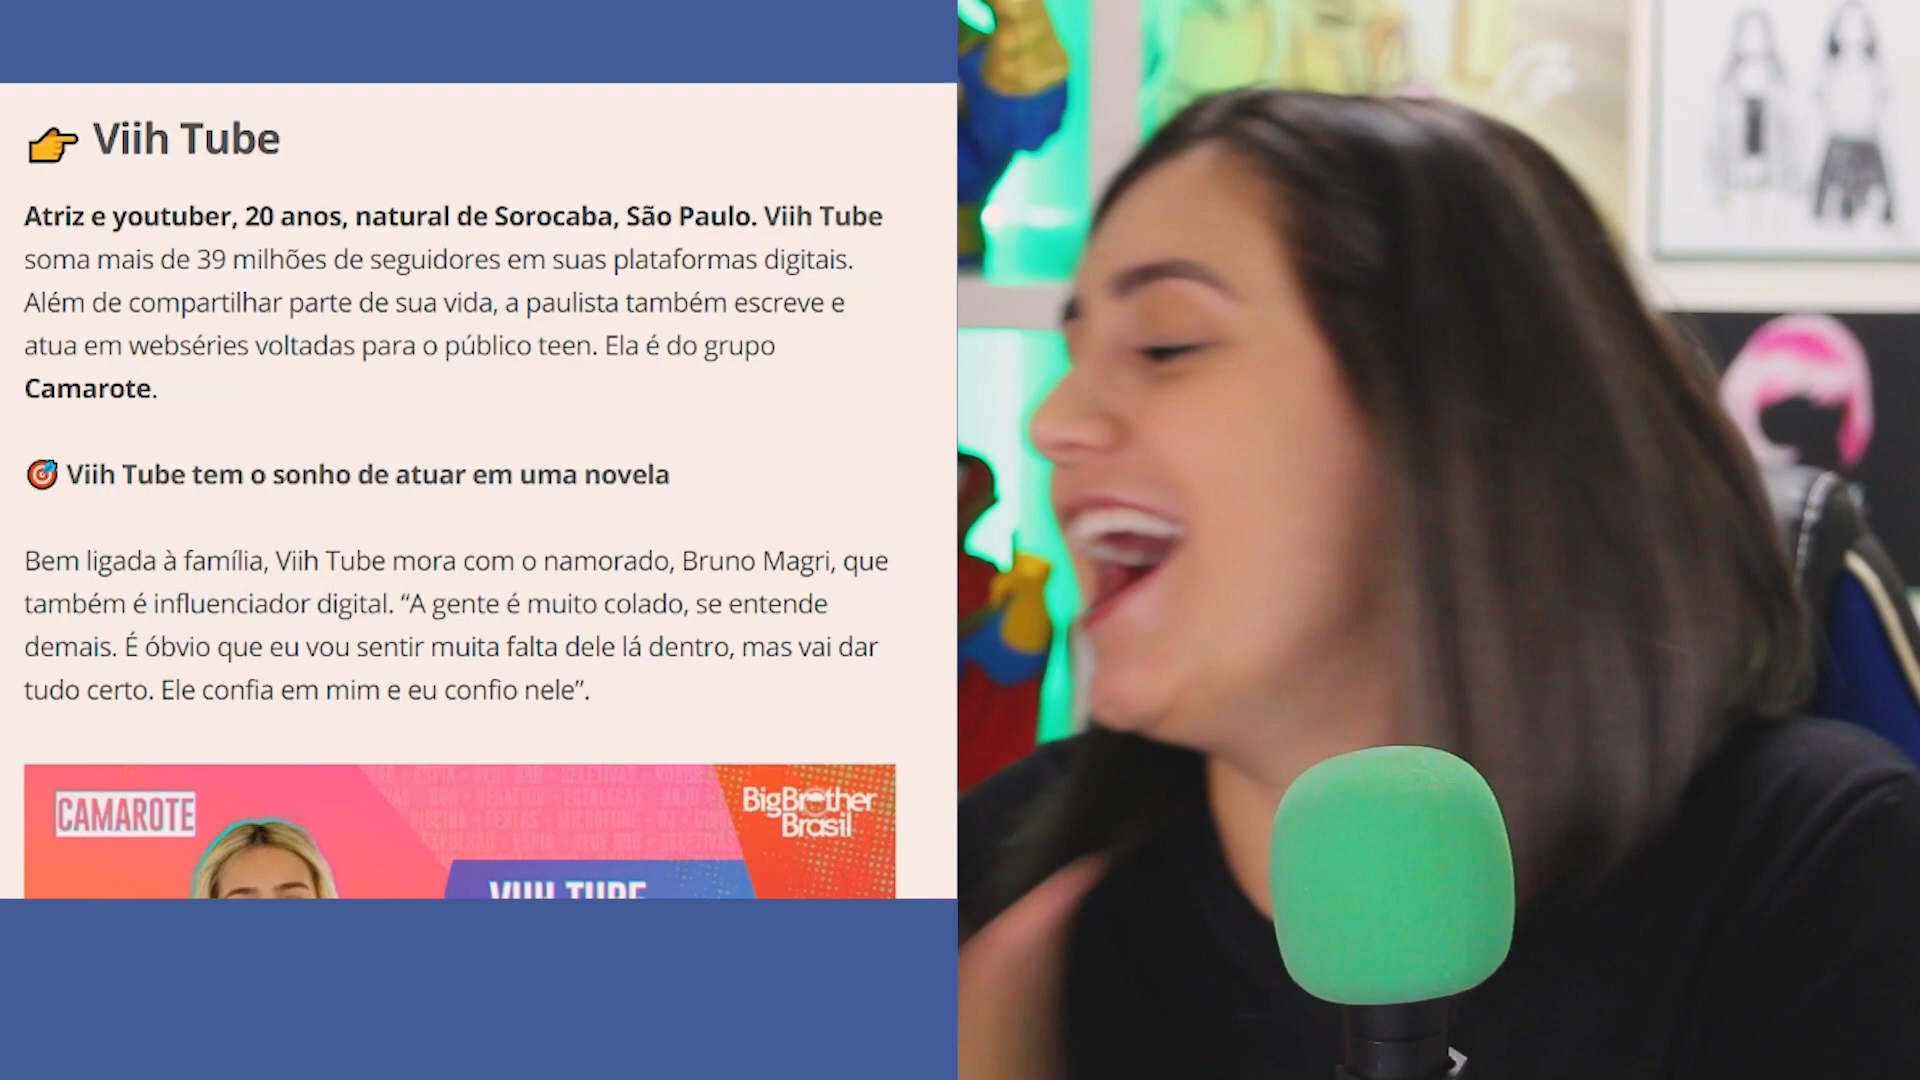 Viih Tube
Atriz e youtuber, 20 anos, natural de Sorocaba, São Paulo. Viih Tube
soma mais de 39 milhões de seguidores em suas plataformas digitais.
Além de compartilhar parte de sua vida, a paulista também escreve e
atua em webséries voltadas para o público teen. Ela é do grupo
Camarote.
Viih Tube tem o sonho de atuar em uma novela
Bem ligada à família, Viih Tube mora com o namorado, Bruno Magri, que
também é influenciador digital. “A gente é muito colado, se entende
demais. É óbvio que eu vou sentir muita falta dele lá dentro, mas vai dar
tudo certo. Ele confia em mim e eu confio nele”.
CAMAROTE
BigBrother
Brasil
VIIH TUBE